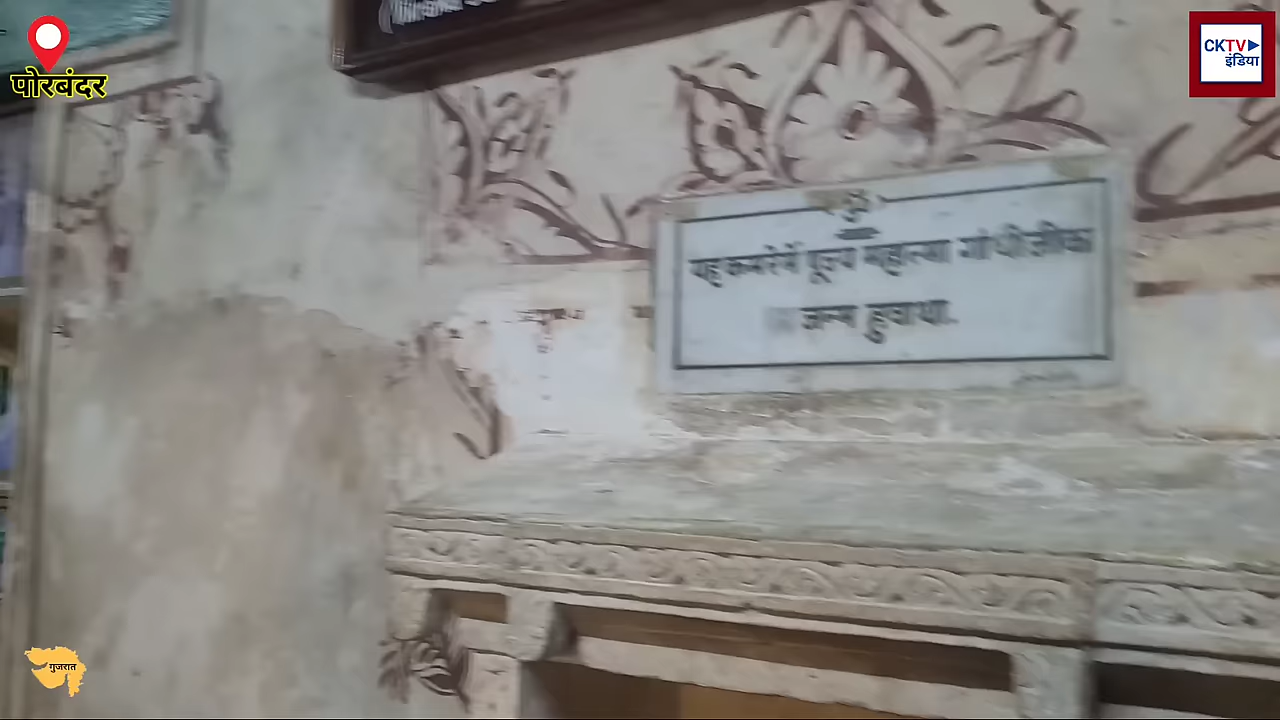 पोरबंदर
CKTV
इंडिया
यह कमरेमें पूज्य महात्मा गांधीजीका
जन्म हुवाथा.
गुजरात